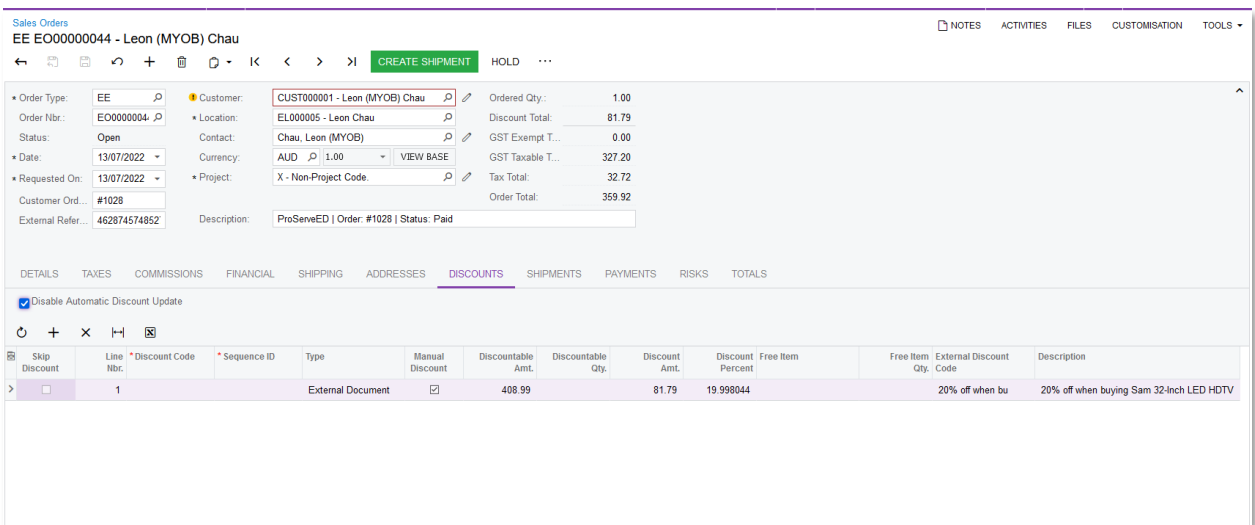 Sales Orders
EE EO00000044 - Leon (MYOB) Chau
NOTES ACTIVITIES FILES CUSTOMISATION TOOLS
CREATE SHIPMENT HOLD ...
* Order Type: EE Customer: CUST000001 - Leon (MYOB) Chau Ordered Qty.: 1.00
Order Nbr.: EO0000004 * Location: EL000005 - Leon Chau Discount Total: 81.79
Status: Open Contact: Chau, Leon (MYOB) GST Exempt T... 0.00
* Date: 13/07/2022 Currency: AUD 1.00 VIEW BASE GST Taxable T... 327.20
* Requested On: 13/07/2022 * Project: X - Non-Project Code. Tax Total: 32.72
Customer Ord... #1028 Order Total: 359.92
External Refer... 462874574852 Description: ProServeED | Order: #1028 | Status: Paid
DETAILS TAXES COMMISSIONS FINANCIAL SHIPPING ADDRESSES DISCOUNTS SHIPMENTS PAYMENTS RISKS TOTALS
Disable Automatic Discount Update
Skip Discount Line Nbr. * Discount Code * Sequence ID Type Manual Discount Discountable Amt. Discountable Qty. Discount Amt. Discount Percent Free Item Free Item Qty. External Discount Code Description
1 External Document 408.99 81.79 19.998044 20% off when bu 20% off when buying Sam 32-Inch LED HDTV